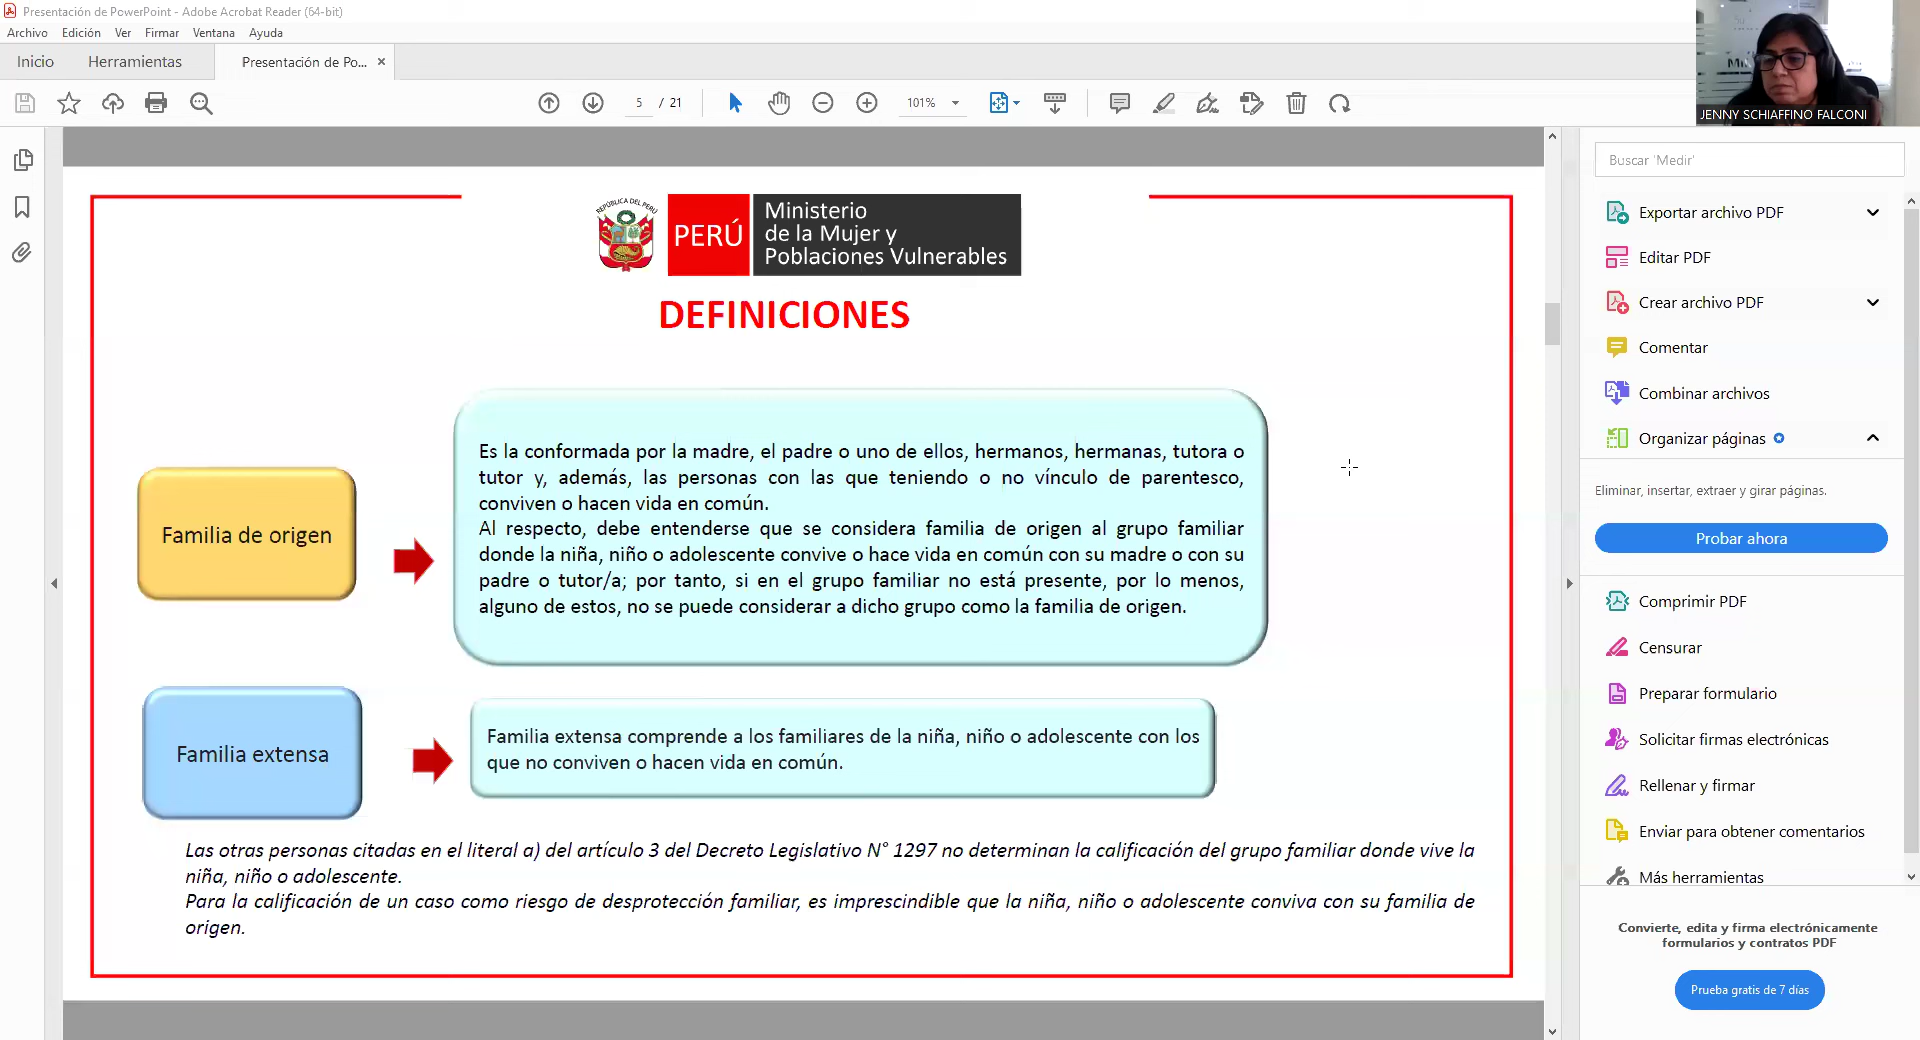 Presentación de PowerPoint - Adobe Acrobat Reader (64-bit)
Archivo Edición Ver Firmar Ventana Ayuda
Inicio Herramientas Presentación de Po... ×
5 / 21 101%
JENNY SCHIAFFINO FALCONI
REPÚBLICA DEL PERÚ
PERÚ
Ministerio
de la Mujer y
Poblaciones Vulnerables
DEFINICIONES
Familia de origen
Es la conformada por la madre, el padre o uno de ellos, hermanos, hermanas, tutora o
tutor y, además, las personas con las que teniendo o no vínculo de parentesco,
conviven o hacen vida en común.
Al respecto, debe entenderse que se considera familia de origen al grupo familiar
donde la niña, niño o adolescente convive o hace vida en común con su madre o con su
padre o tutor/a; por tanto, si en el grupo familiar no está presente, por lo menos,
alguno de estos, no se puede considerar a dicho grupo como la familia de origen.
Familia extensa
Familia extensa comprende a los familiares de la niña, niño o adolescente con los
que no conviven o hacen vida en común.
Las otras personas citadas en el literal a) del artículo 3 del Decreto Legislativo N° 1297 no determinan la calificación del grupo familiar donde vive la
niña, niño o adolescente.
Para la calificación de un caso como riesgo de desprotección familiar, es imprescindible que la niña, niño o adolescente conviva con su familia de
origen.
Buscar 'Medir'
Exportar archivo PDF
Editar PDF
Crear archivo PDF
Comentar
Combinar archivos
Organizar páginas
Eliminar, insertar, extraer y girar páginas.
Probar ahora
Comprimir PDF
Censurar
Preparar formulario
Solicitar firmas electrónicas
Rellenar y firmar
Enviar para obtener comentarios
Más herramientas
Convierte, edita y firma electrónicamente
formularios y contratos PDF
Prueba gratis de 7 días